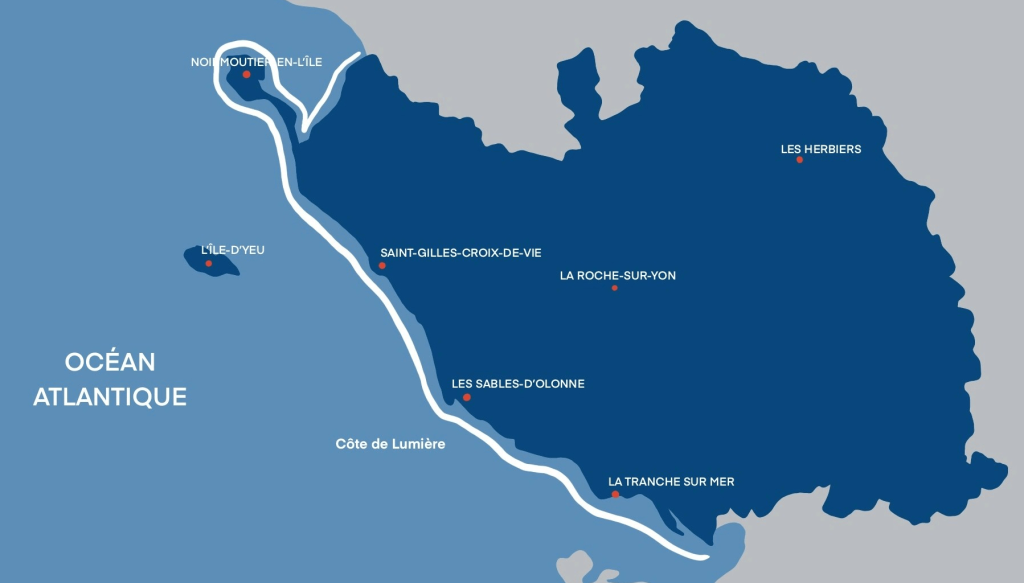 NOIRMOUTIER-EN-L'ÎLE
LES HERBIERS
L'ÎLE-D'YEU
SAINT-GILLES-CROIX-DE-VIE
LA ROCHE-SUR-YON
OCÉAN
ATLANTIQUE
LES SABLES-D'OLONNE
Côte de Lumière
LA TRANCHE SUR MER